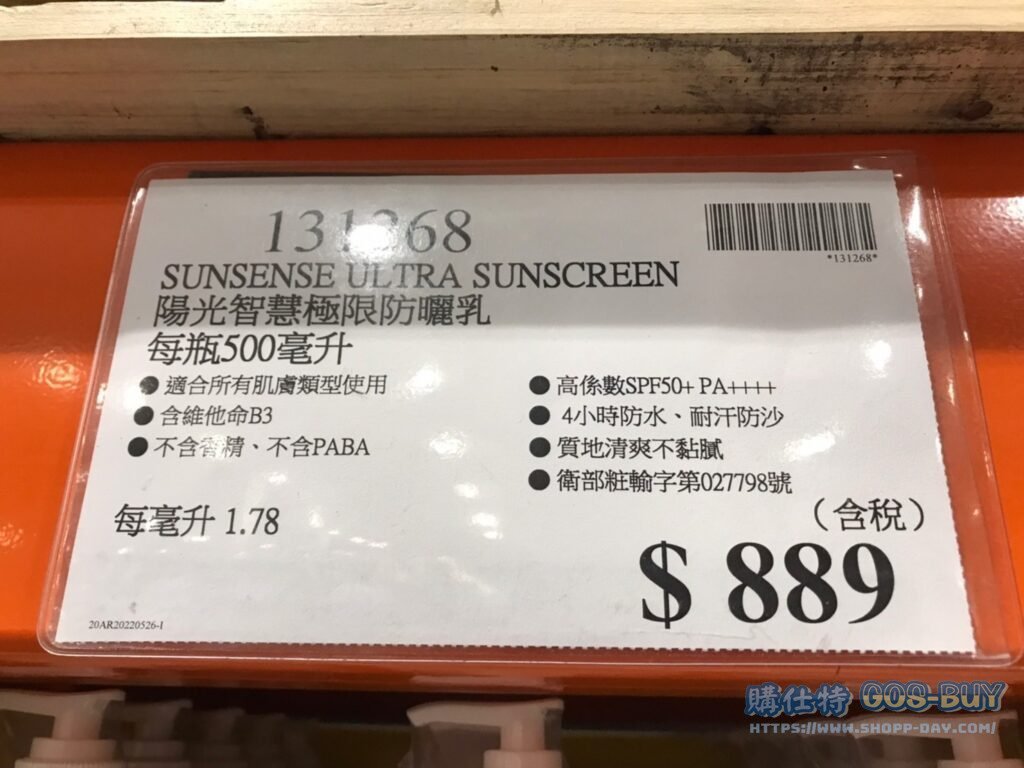 131268
*131268*
SUNSENSE ULTRA SUNSCREEN
陽光智慧極限防曬乳
每瓶500毫升
● 適合所有肌膚類型使用
● 含維他命B3
● 不含香精、不含PABA
● 高係數SPF50+ PA++++
● 4小時防水、耐汗防沙
● 質地清爽不黏膩
● 衛部粧輸字第027798號
每毫升 1.78
（含稅）
$ 889
20AR20220526-1
購仕特 GOS-BUY
HTTPS://WWW.SHOPP-DAY.COM/